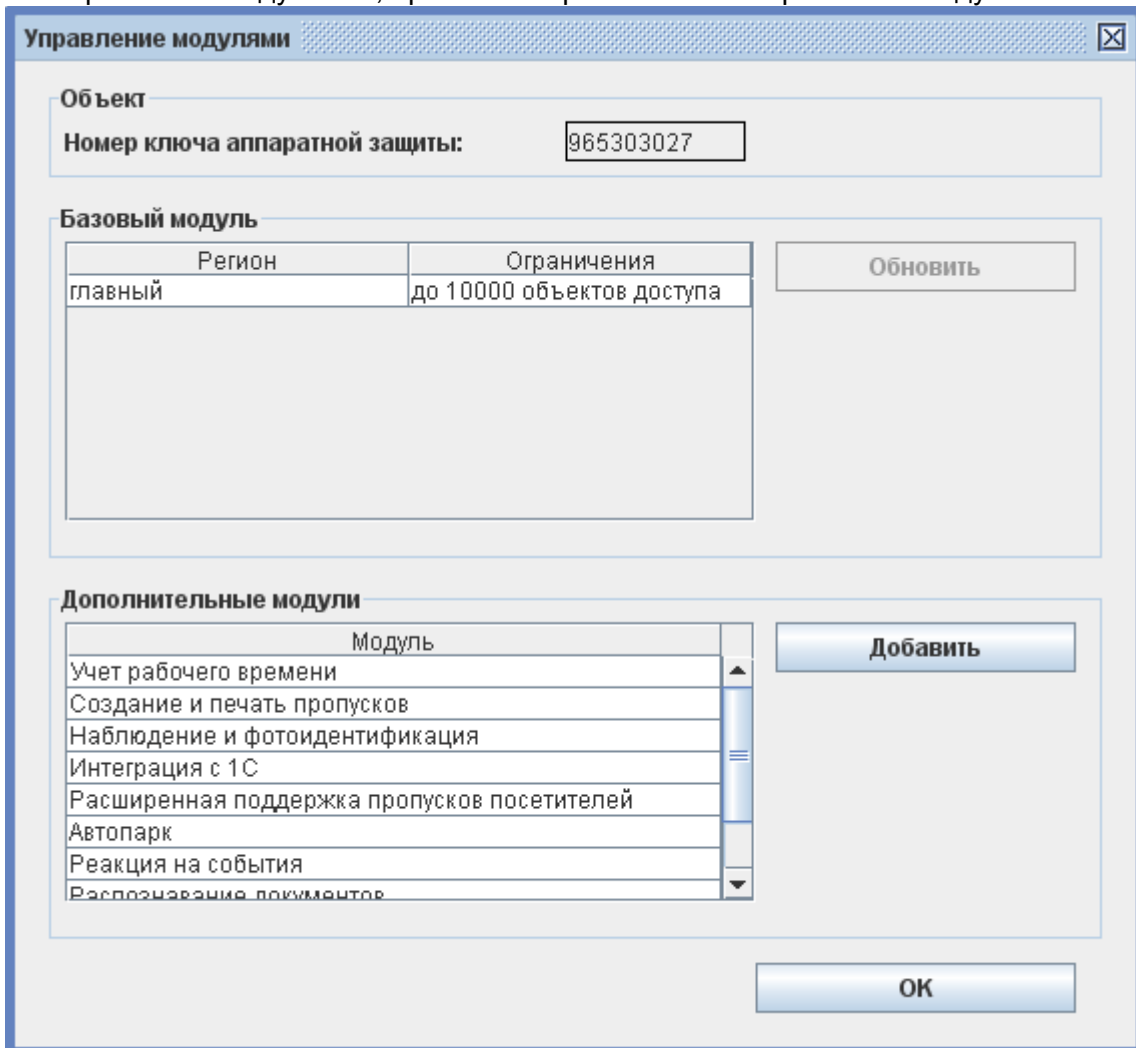 Управление модулями
Объект
Номер ключа аппаратной защиты: 965303027
Базовый модуль
Регион Ограничения
Обновить
главный до 10000 объектов доступа
Дополнительные модули
Модуль
Добавить
Учет рабочего времени
Создание и печать пропусков
Наблюдение и фотоидентификация
Интеграция с 1С
Расширенная поддержка пропусков посетителей
Автопарк
Реакция на события
Распознавание документов
OK